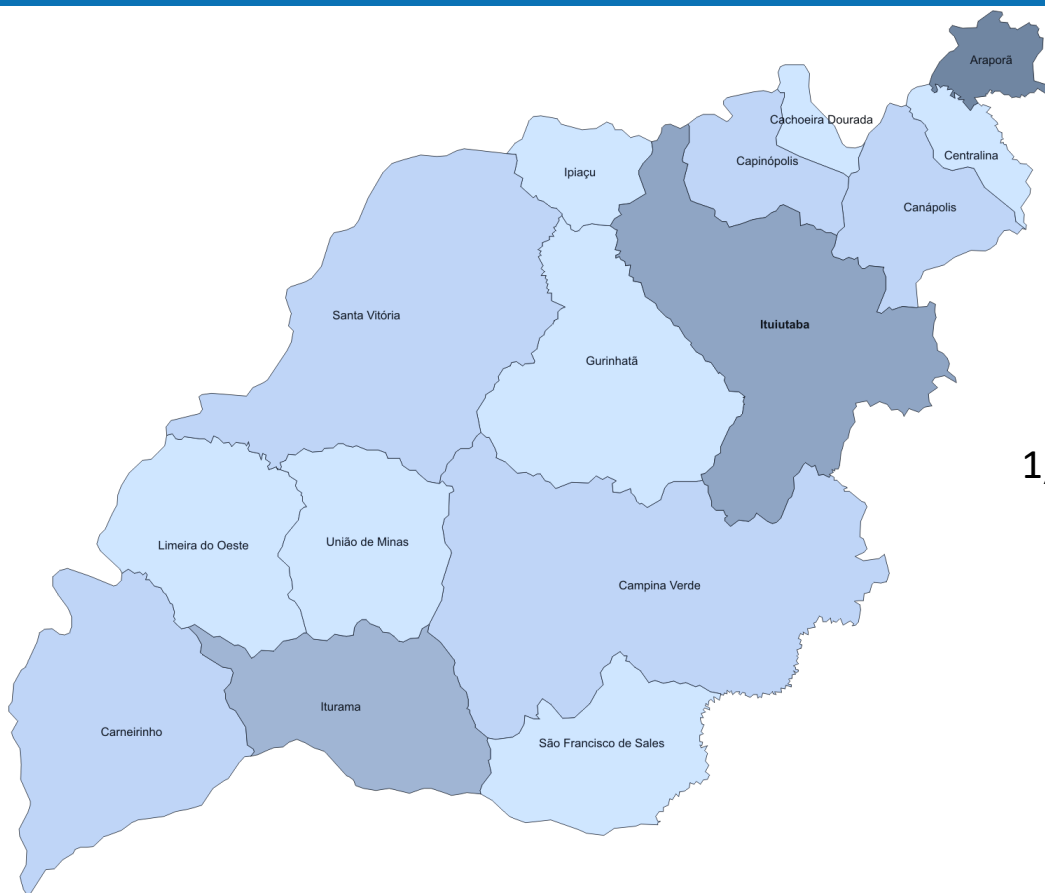 Araporã
Cachoeira Dourada
Centralina
Capinópolis
Ipiaçu
Canápolis
Santa Vitória
Ituiutaba
Gurinhatã
1,
União de Minas
Limeira do Oeste
Campina Verde
Iturama
Carneirinho
São Francisco de Sales